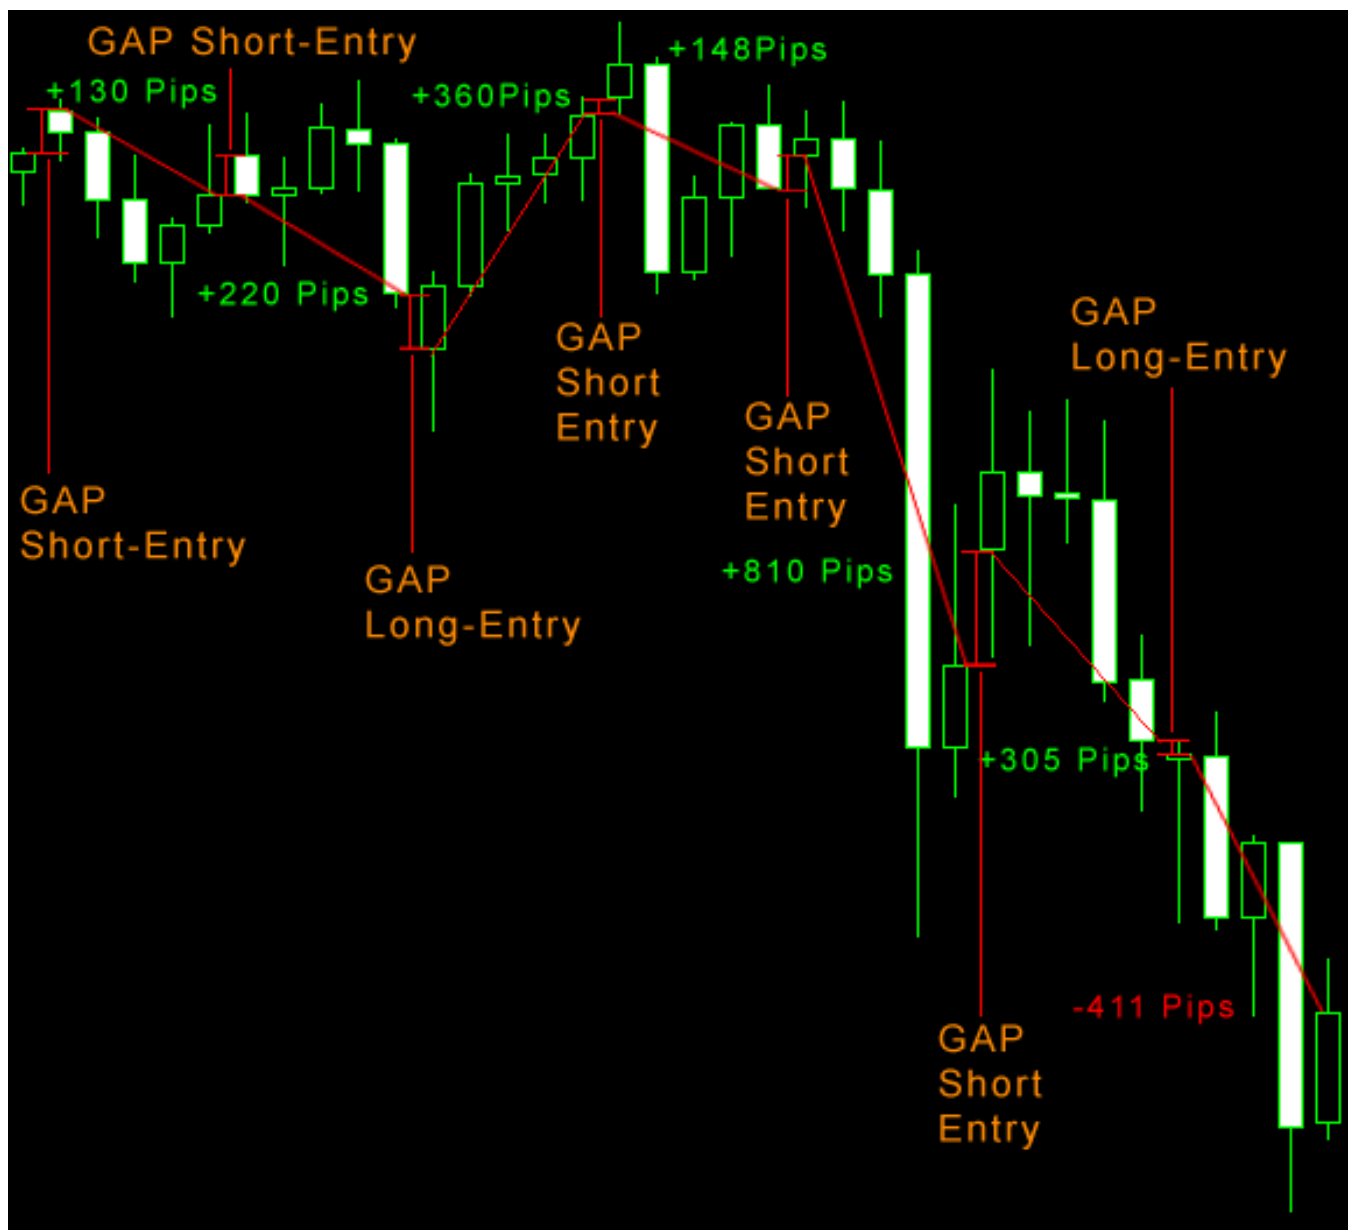 GAP Short-Entry
+130 Pips
+360Pips
+148Pips
+220 Pips
GAP
Short
Entry
GAP
Long-Entry
GAP
Short
Entry
GAP
Short-Entry
GAP
Long-Entry
+810 Pips
+305 Pips
-411 Pips
GAP
Short
Entry